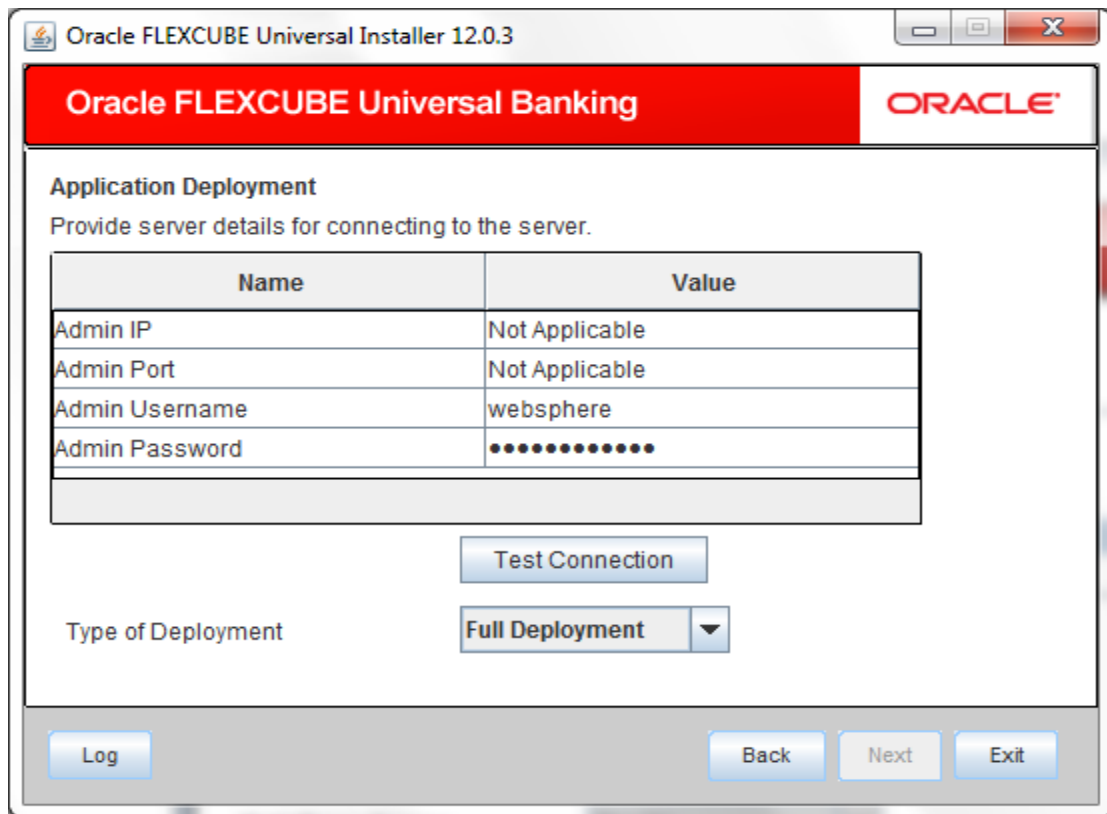 Oracle FLEXCUBE Universal Installer 12.0.3
Oracle FLEXCUBE Universal Banking ORACLE
Application Deployment
Provide server details for connecting to the server.
Name Value
Admin IP Not Applicable
Admin Port Not Applicable
Admin Username websphere
Admin Password ••••••••••••
Test Connection
Type of Deployment Full Deployment
Log Back Next Exit